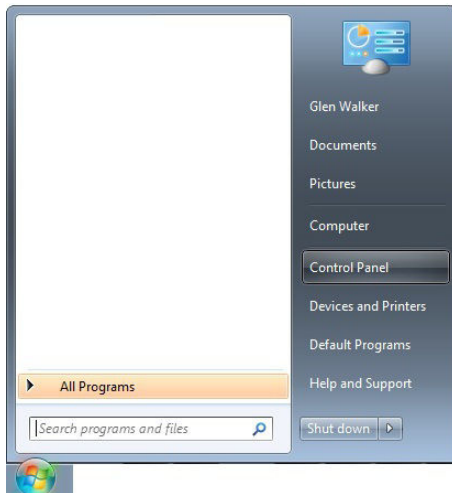 Glen Walker
Documents
Pictures
Computer
Control Panel
Devices and Printers
Default Programs
Help and Support
All Programs
Search programs and files
Shut down